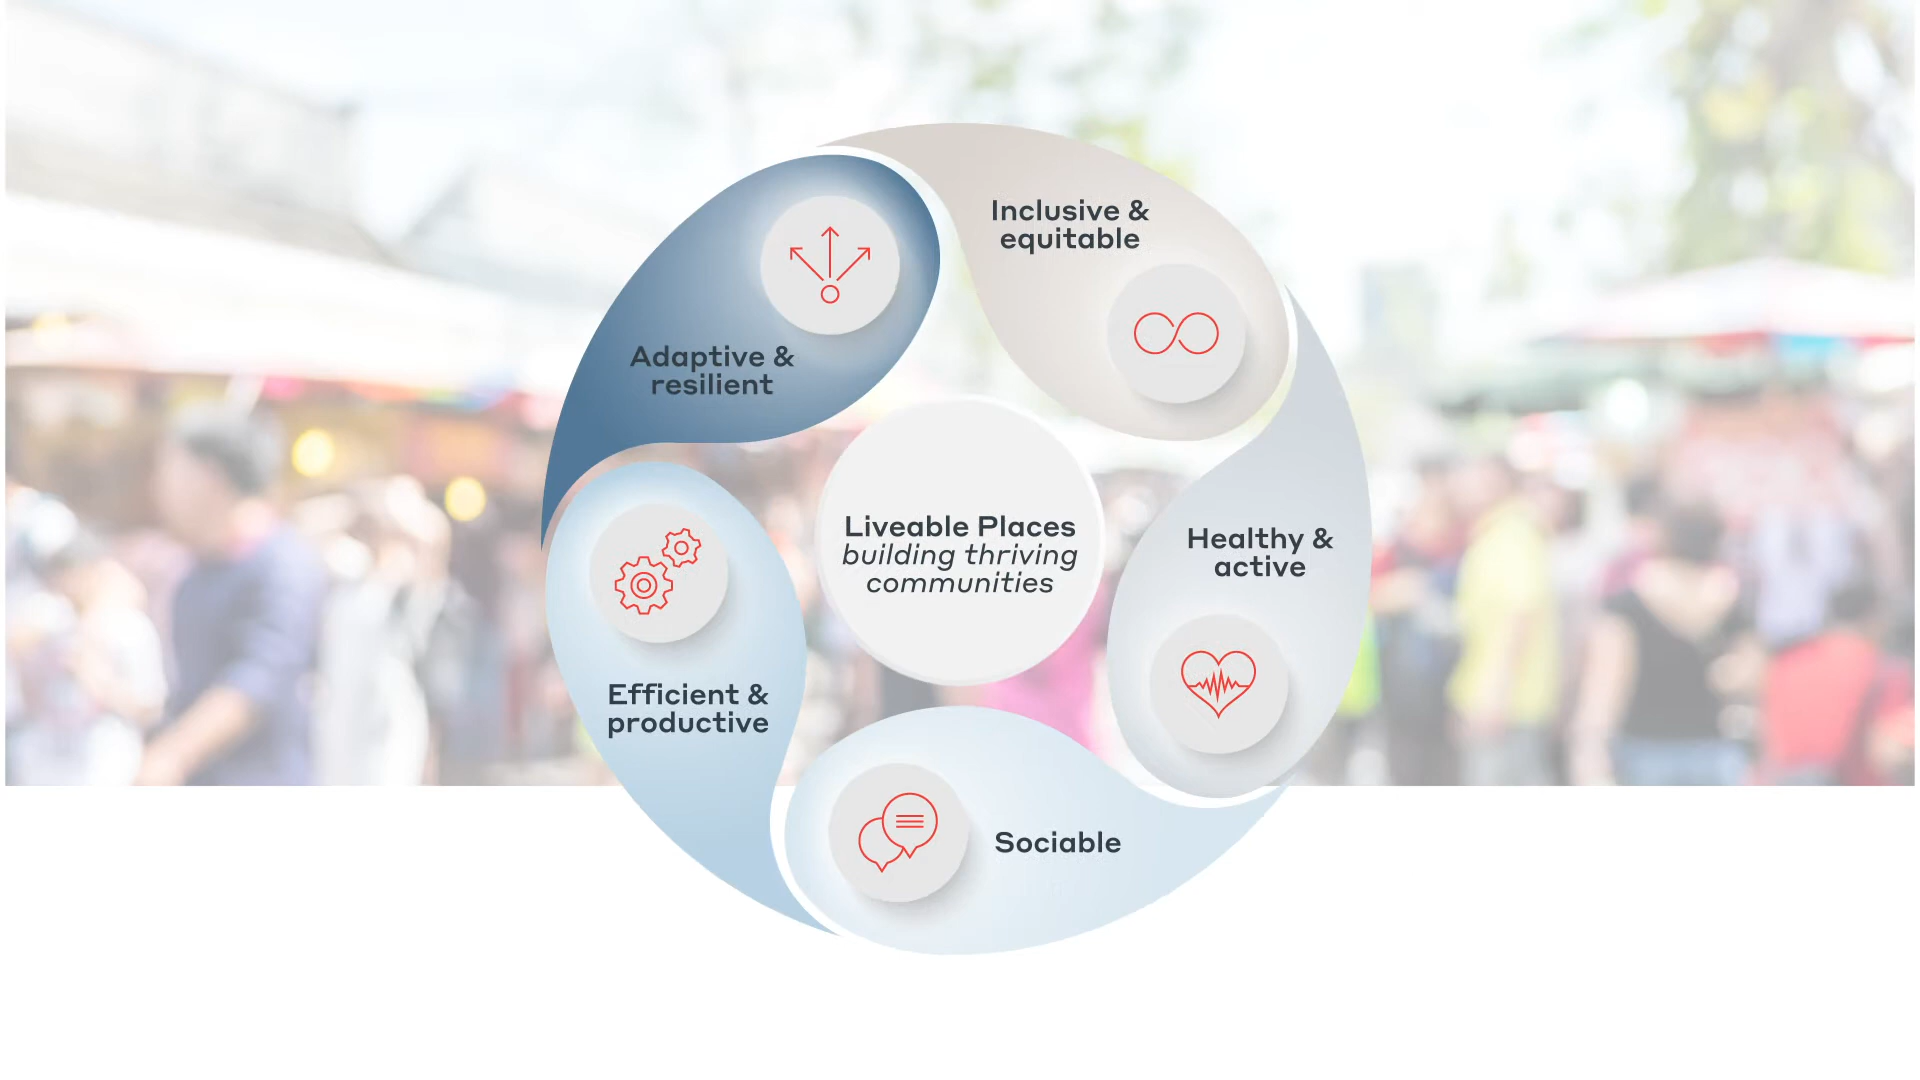 Inclusive &
equitable
Adaptive &
resilient
Liveable Places
building thriving
communities
Healthy &
active
Efficient &
productive
Sociable